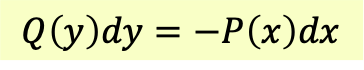 Q(y)dy = −P(x)dx